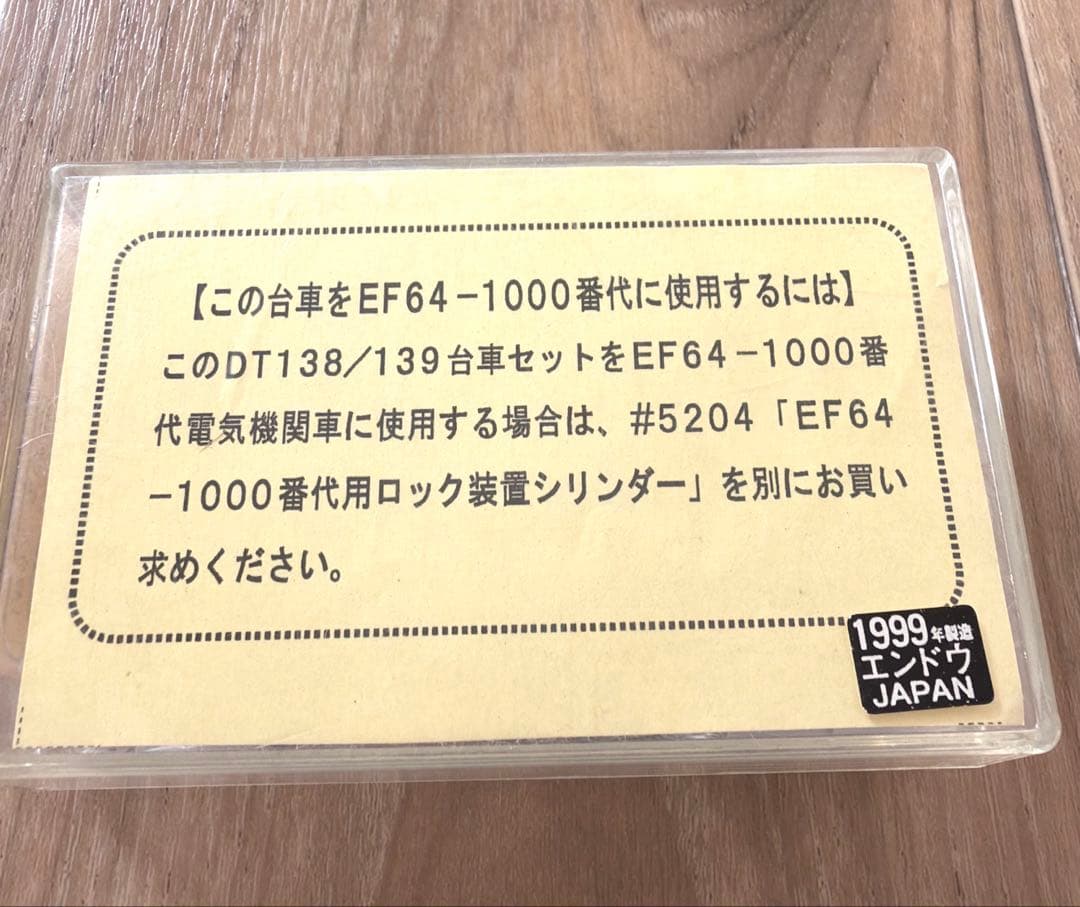 【このر台車をEF64-1000番代に使用するには】
このDT138/139台車セットをEF64-1000番
代電気機関車に使用する場合は、#5204「EF64
-1000番代用ロック装置シリンダー」を別にお買い
求めください。
1999年製造
エンドウ
JAPAN